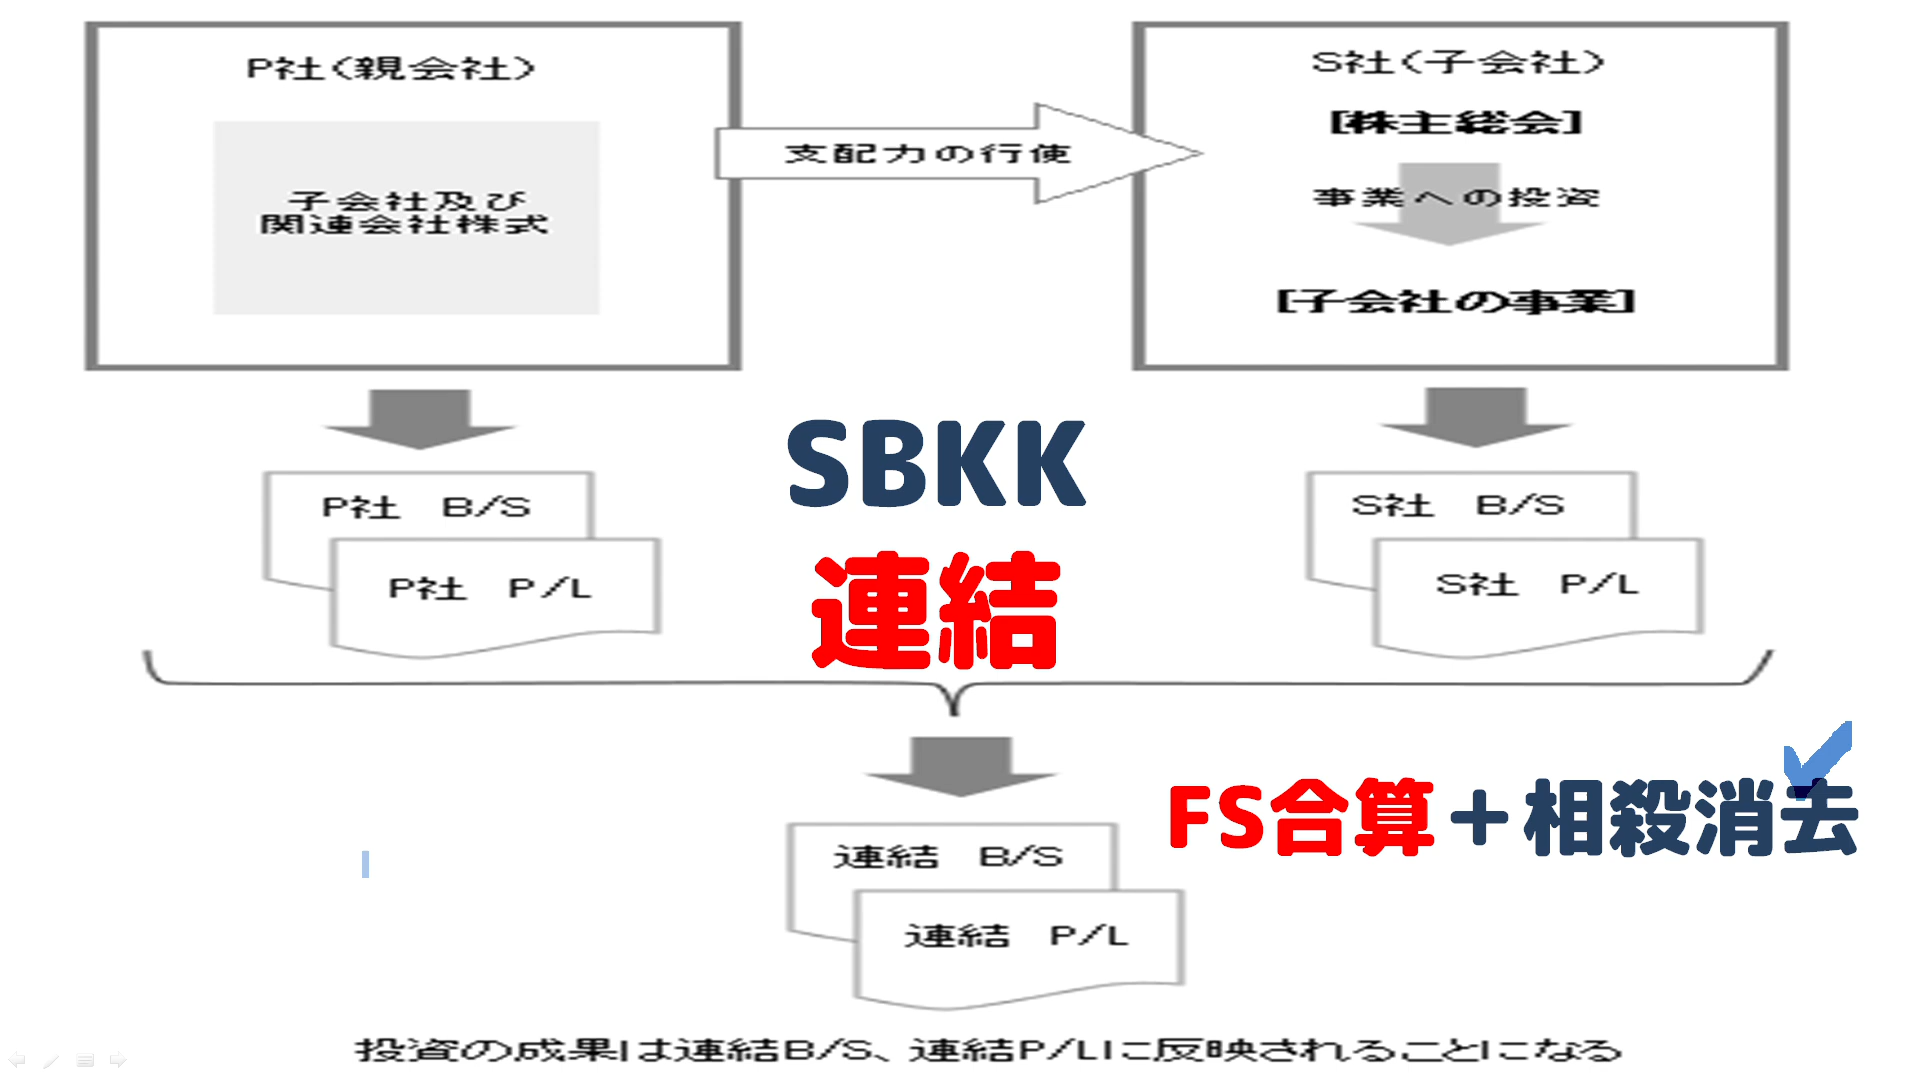 P社(親会社)
子会社及び
関連会社株式
支配力の行使
S社(子会社)
[株主総会]
事業への投資
[子会社の事業]
P社 B/S
P社 P/L
SBKK
連結
S社 B/S
S社 P/L
FS合算+相殺消去
連結 B/S
連結 P/L
投資の成果は連結B/S、連結P/Lに反映されることになる